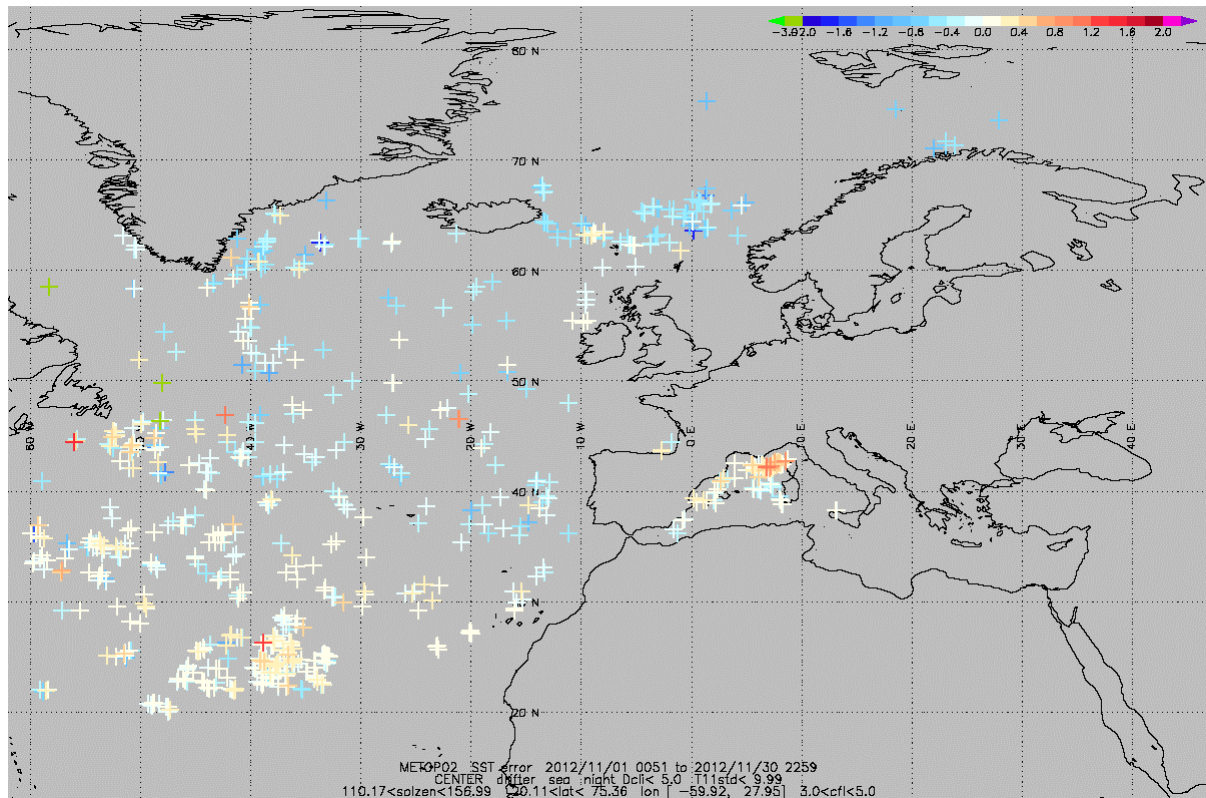 -3.0 -2.0 -1.6 -1.2 -0.8 -0.4 0.0 0.4 0.8 1.2 1.6 2.0
80 N
70 N
60 N
50 N
60 W 40 W 30 W 20 W 0 E 10 E 20 E 30 E 40 E
40 N
30 N
20 N
METOP02 SST error 2012/11/01 0051 to 2012/11/30 2259
CENTER drifter sea night Dcli< 5.0 T11std< 9.99
110.17<solzen<156.99 20.11<lat< 75.36 lon [ -59.92, 27.95] 3.0<cfl<5.0